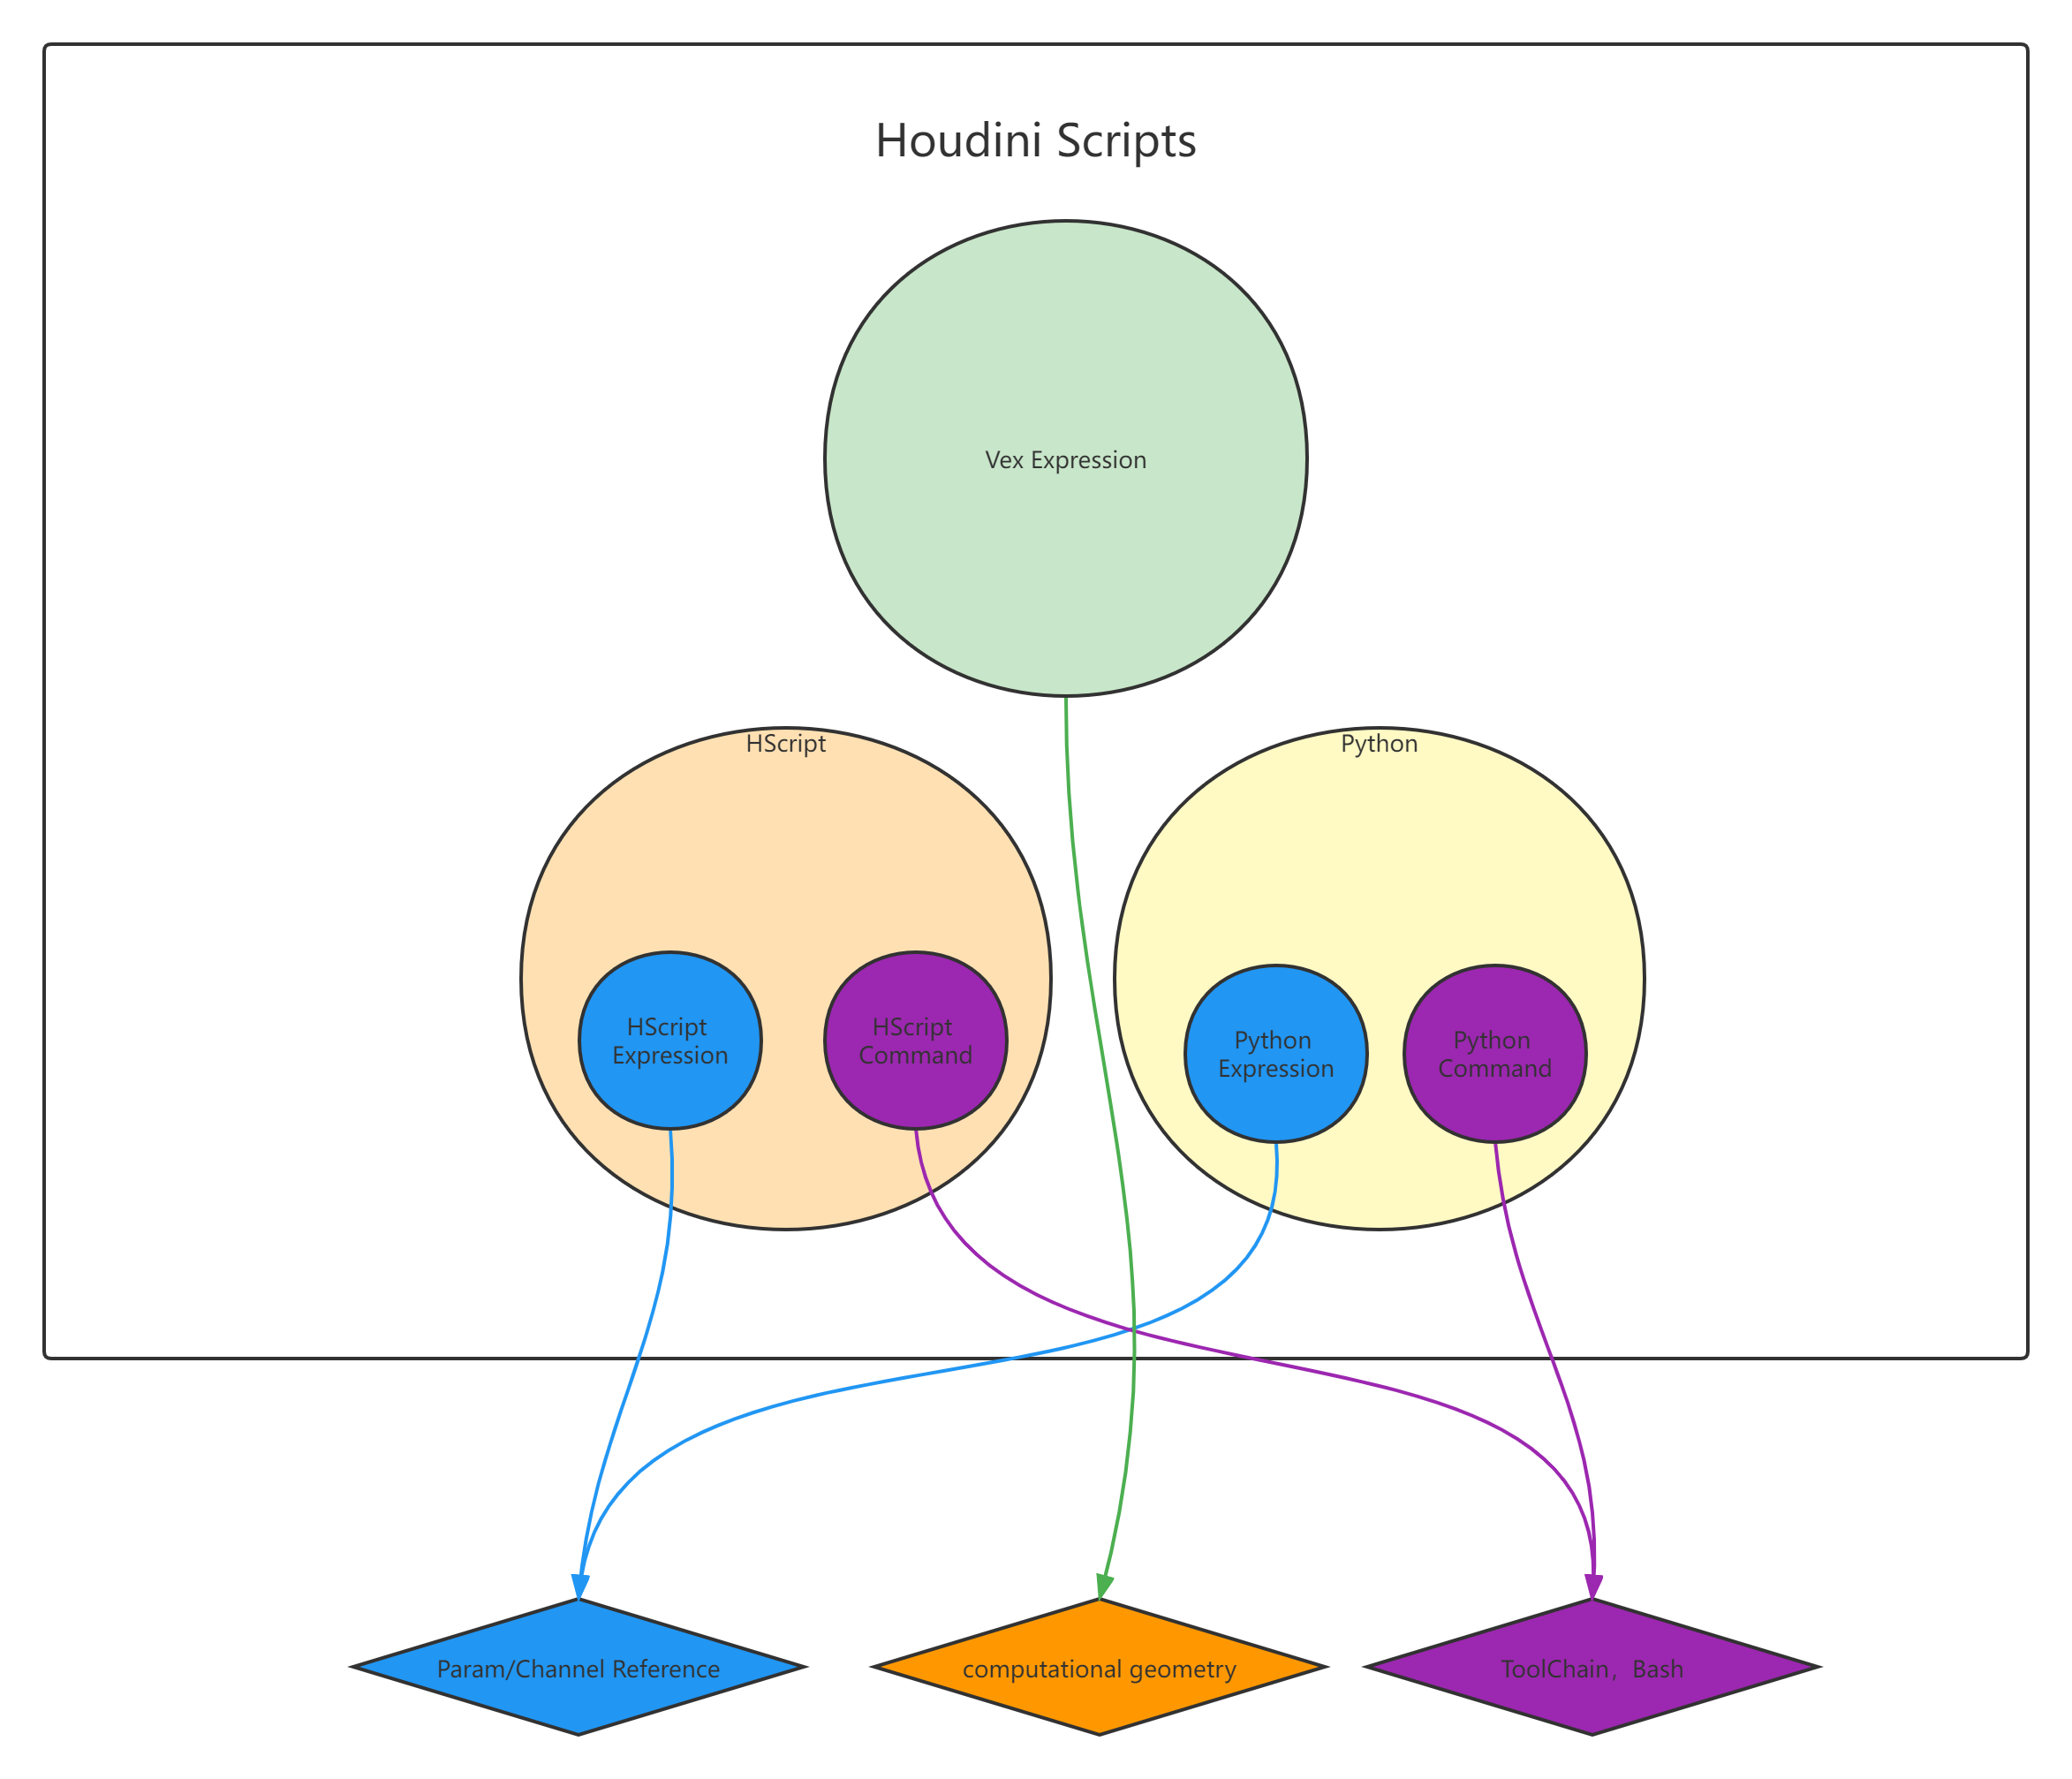 Houdini Scripts
Vex Expression
HScript
Python
HScript
Expression
HScript
Command
Python
Expression
Python
Command
Param/Channel Reference
computational geometry
ToolChain，Bash